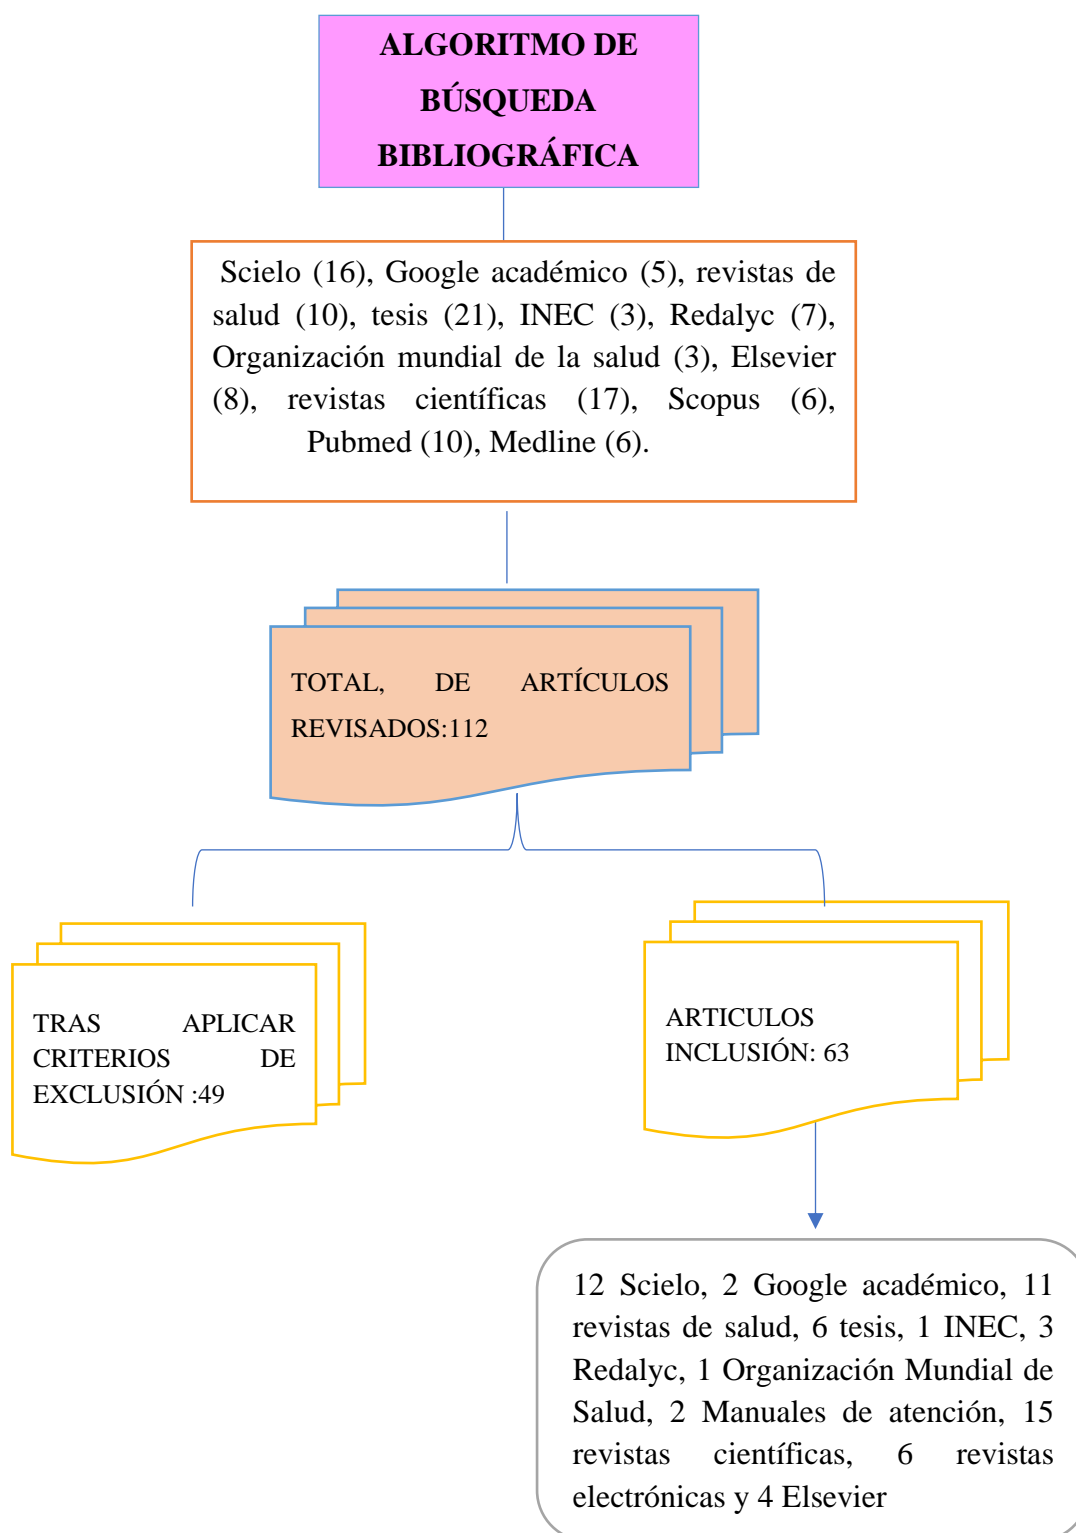 ALGORITMO DE
BÚSQUEDA
BIBLIOGRÁFICA
Scielo (16), Google académico (5), revistas de
salud (10), tesis (21), INEC (3), Redalyc (7),
Organización mundial de la salud (3), Elsevier
(8), revistas científicas (17), Scopus (6),
Pubmed (10), Medline (6).
TOTAL, DE ARTÍCULOS
REVISADOS:112
TRAS APLICAR
CRITERIOS DE
EXCLUSIÓN :49
ARTICULOS
INCLUSIÓN: 63
12 Scielo, 2 Google académico, 11
revistas de salud, 6 tesis, 1 INEC, 3
Redalyc, 1 Organización Mundial de
Salud, 2 Manuales de atención, 15
revistas científicas, 6 revistas
electrónicas y 4 Elsevier